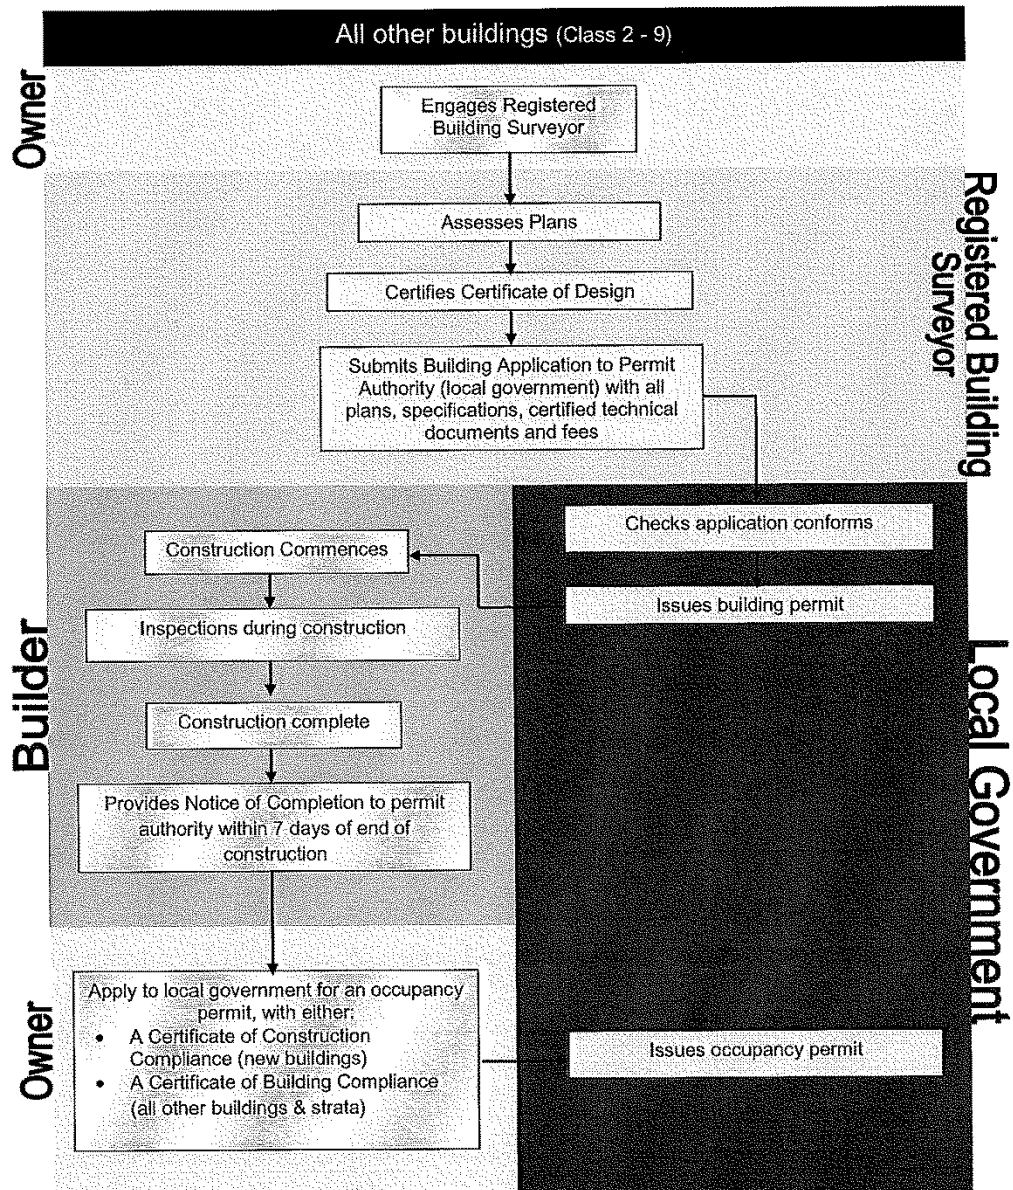 All other buildings (Class 2 - 9)
Owner
Engages Registered
Building Surveyor
Registered Building
Surveyor
Assesses Plans
Certifies Certificate of Design
Submits Building Application to Permit
Authority (local government) with all
plans, specifications, certified technical
documents and fees
Builder
Local Government
Checks application conforms
Issues building permit
Construction Commences
Inspections during construction
Construction complete
Provides Notice of Completion to permit
authority within 7 days of end of
construction
Owner
Apply to local government for an occupancy
permit, with either:
• A Certificate of Construction
Compliance (new buildings)
• A Certificate of Building Compliance
(all other buildings & strata)
Issues occupancy permit